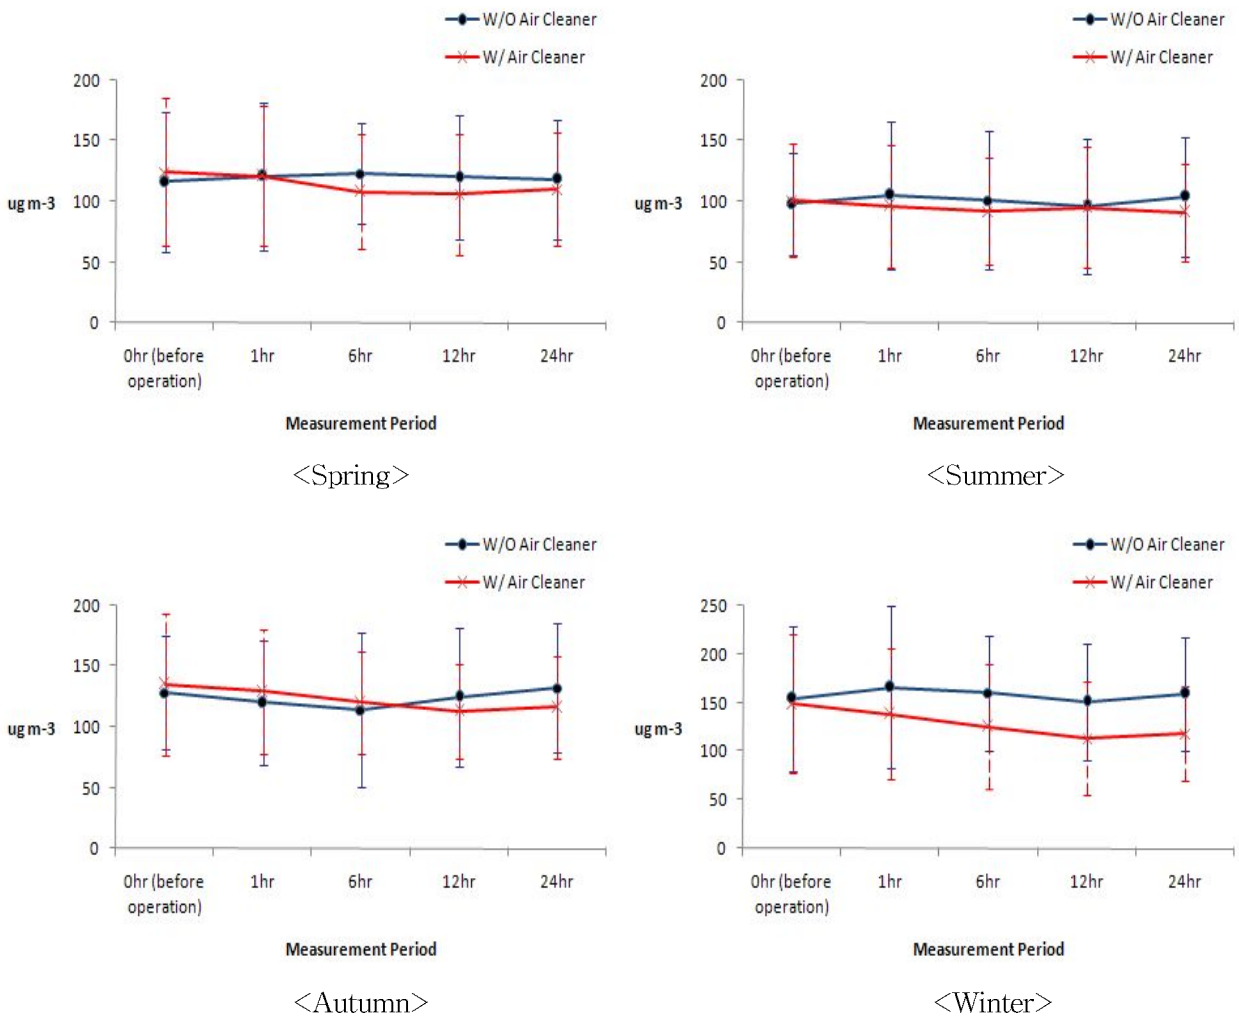 W/O Air Cleaner
W/ Air Cleaner
200
150
100
50
0
ug m-3
0hr (before
operation)
1hr
6hr
12hr
24hr
Measurement Period
<Spring>
W/O Air Cleaner
W/ Air Cleaner
200
150
100
50
0
ug m-3
0hr (before
operation)
1hr
6hr
12hr
24hr
Measurement Period
<Summer>
W/O Air Cleaner
W/ Air Cleaner
200
150
100
50
0
ug m-3
0hr (before
operation)
1hr
6hr
12hr
24hr
Measurement Period
<Autumn>
W/O Air Cleaner
W/ Air Cleaner
250
200
150
100
50
0
ug m-3
0hr (before
operation)
1hr
6hr
12hr
24hr
Measurement Period
<Winter>